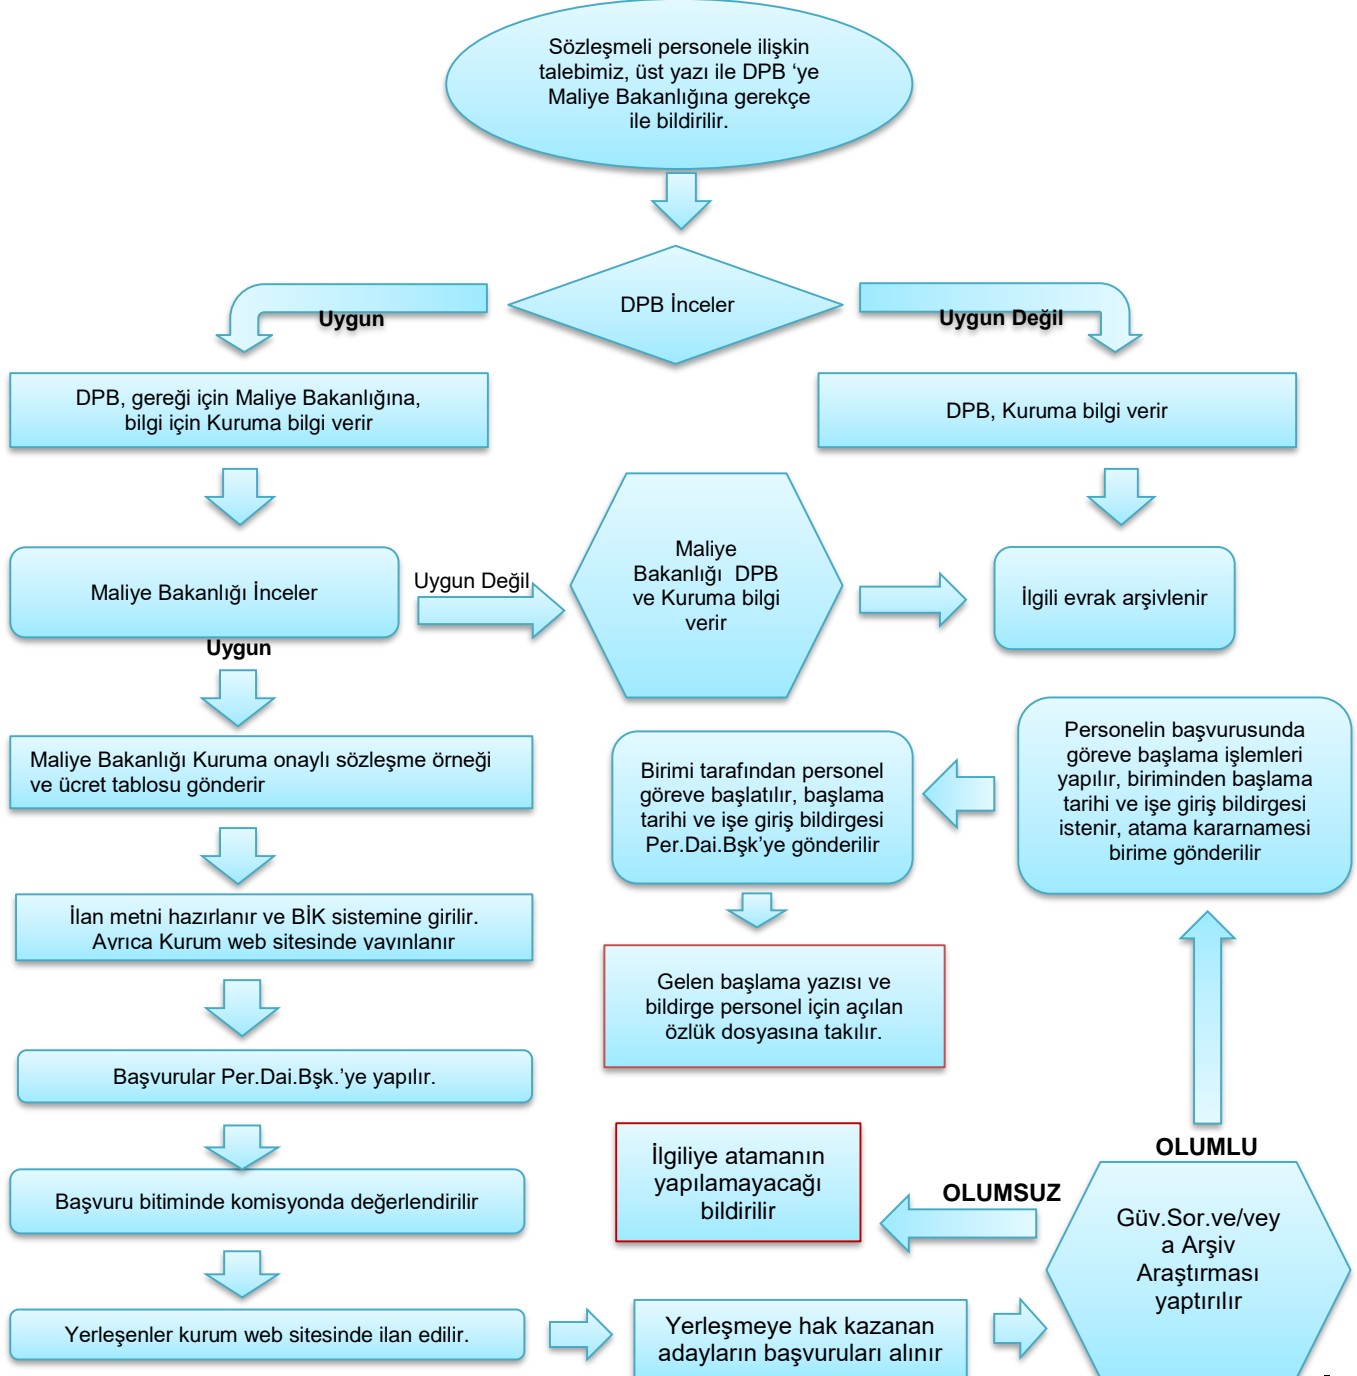 Sözleşmeli personele ilişkin
talebimiz, üst yazı ile DPB ‘ye
Maliye Bakanlığına gerekçe
ile bildirilir.
DPB İnceler
Uygun
Uygun Değil
DPB, gereği için Maliye Bakanlığına,
bilgi için Kuruma bilgi verir
DPB, Kuruma bilgi verir
Maliye Bakanlığı İnceler
Uygun Değil
Maliye
Bakanlığı  DPB
ve Kuruma bilgi
verir
İlgili evrak arşivlenir
Uygun
Maliye Bakanlığı Kuruma onaylı sözleşme örneği
ve ücret tablosu gönderir
Birimi tarafından personel
göreve başlatılır, başlama
tarihi ve işe giriş bildirgesi
Per.Dai.Bşk’ye gönderilir
Personelin başvurusunda
göreve başlama işlemleri
yapılır, biriminden başlama
tarihi ve işe giriş bildirgesi
istenir, atama kararnamesi
birime gönderilir
İlan metni hazırlanır ve BİK sistemine girilir.
Ayrıca Kurum web sitesinde yayınlanır
Gelen başlama yazısı ve
bildirge personel için açılan
özlük dosyasına takılır.
Başvurular Per.Dai.Bşk.’ye yapılır.
İlgiliye atamanın
yapılamayacağı
bildirilir
OLUMSUZ
OLUMLU
Başvuru bitiminde komisyonda değerlendirilir
Güv.Sor.ve/vey
a Arşiv
Araştırması
yaptırılır
Yerleşenler kurum web sitesinde ilan edilir.
Yerleşmeye hak kazanan
adayların başvuruları alınır